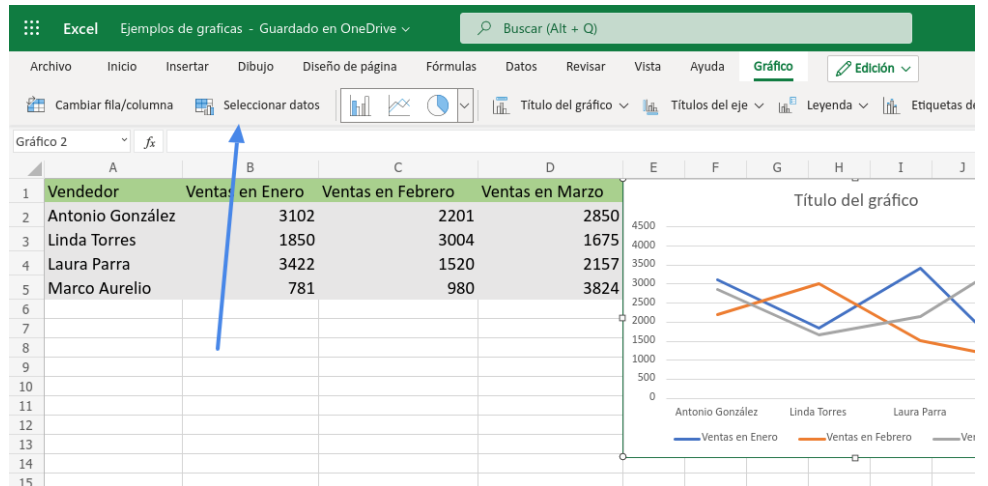 Excel Ejemplos de graficas - Guardado en OneDrive Buscar (Alt + Q)
Archivo Inicio Insertar Dibujo Diseño de página Fórmulas Datos Revisar Vista Ayuda Gráfico Edición
Cambiar fila/columna Seleccionar datos Título del gráfico Títulos del eje Leyenda Etiquetas de
Gráfico 2 fx
A B C D E F G H I J
1 Vendedor Ventas en Enero Ventas en Febrero Ventas en Marzo
2 Antonio González 3102 2201 2850
3 Linda Torres 1850 3004 1675
4 Laura Parra 3422 1520 2157
5 Marco Aurelio 781 980 3824
6
7
8
9
10
11
12
13
14
15
Título del gráfico
4500
4000
3500
3000
2500
2000
1500
1000
500
0
Antonio González Linda Torres Laura Parra
Ventas en Enero Ventas en Febrero Ve